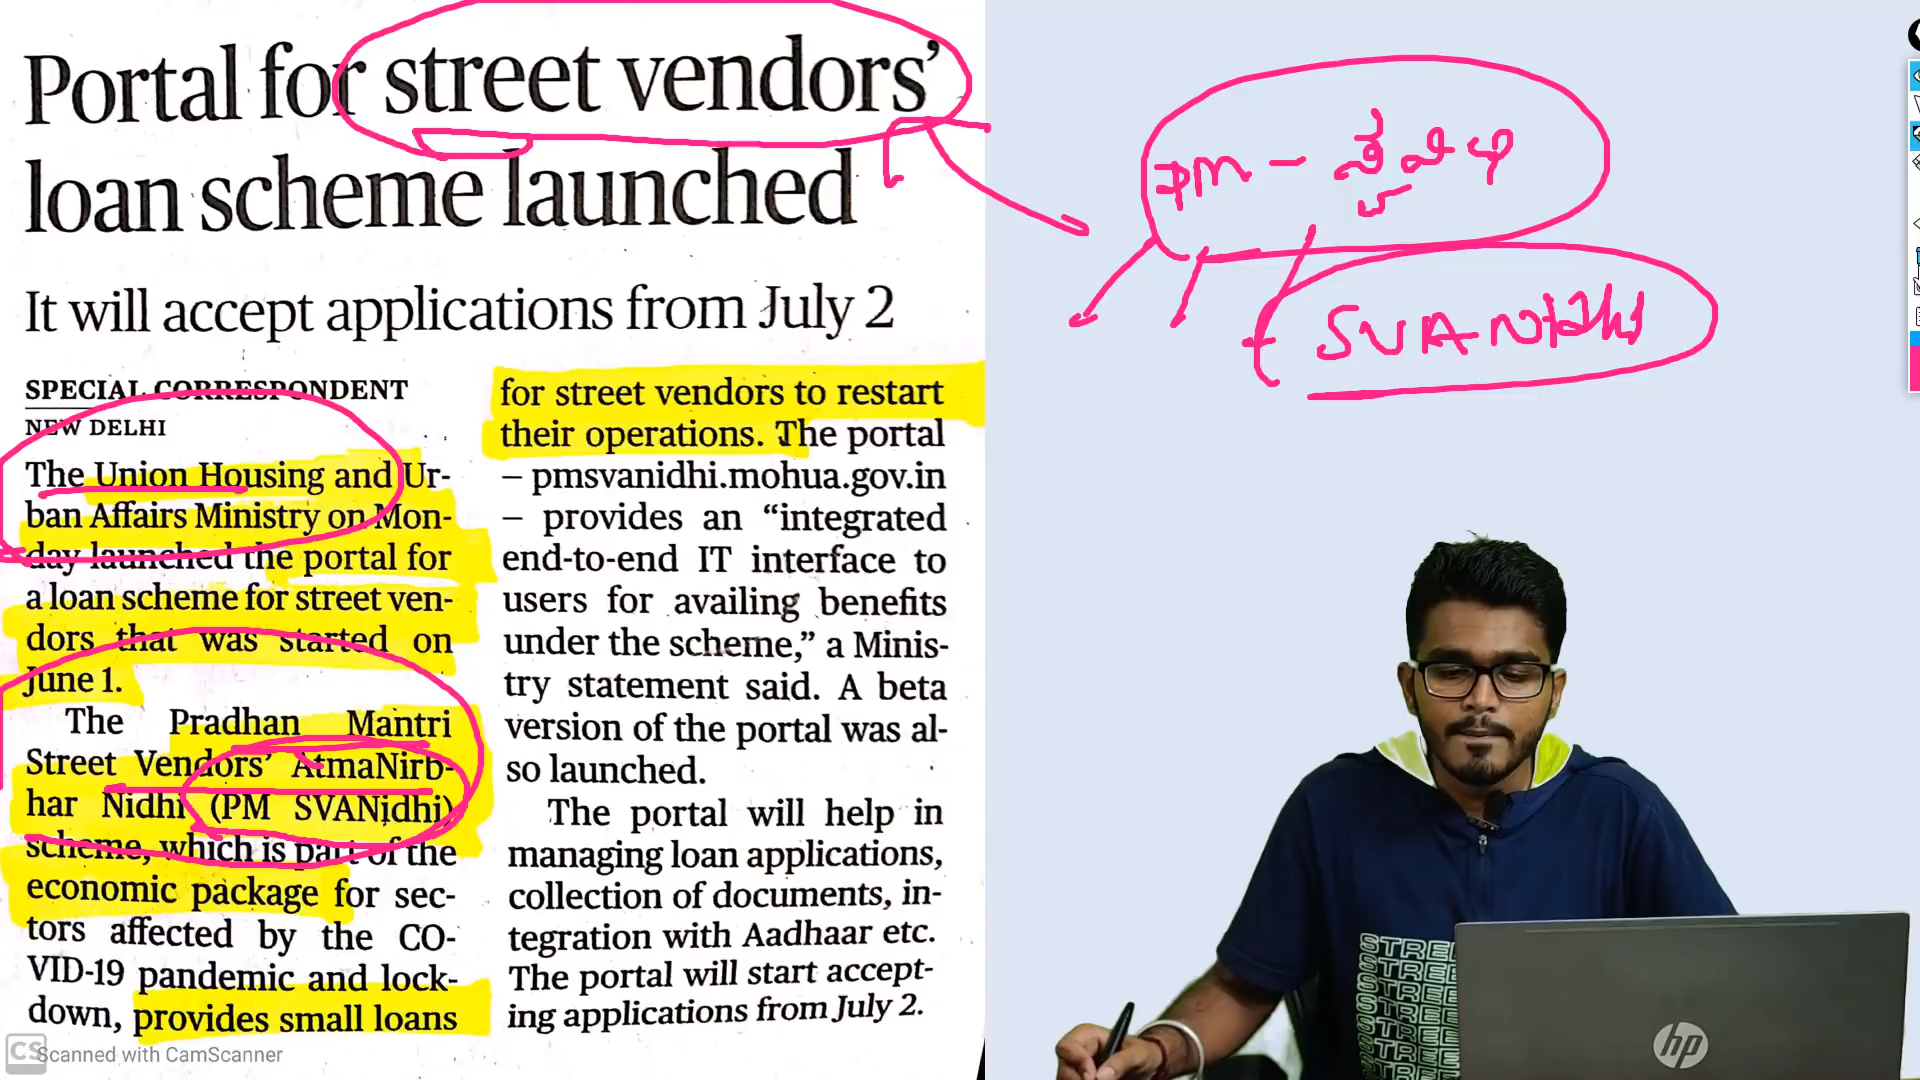 Portal for street vendors’
loan scheme launched
It will accept applications from July 2
SPECIAL CORRESPONDENT
NEW DELHI
The Union Housing and Ur-
ban Affairs Ministry on Mon-
day launched the portal for
a loan scheme for street ven-
dors that was started on
June 1.
The Pradhan Mantri
Street Vendors’ AtmaNirb-
har Nidhi (PM SVANidhi)
scheme, which is part of the
economic package for sec-
tors affected by the CO-
VID-19 pandemic and lock-
down, provides small loans
for street vendors to restart
their operations. The portal
– pmsvanidhi.mohua.gov.in
– provides an “integrated
end-to-end IT interface to
users for availing benefits
under the scheme,” a Minis-
try statement said. A beta
version of the portal was al-
so launched.
The portal will help in
managing loan applications,
collection of documents, in-
tegration with Aadhaar etc.
The portal will start accept-
ing applications from July 2.
CS Scanned with CamScanner
PM -
SVANidhi
STREE
STREE
STREE
STREE
STREE
STREE
STREE
hp